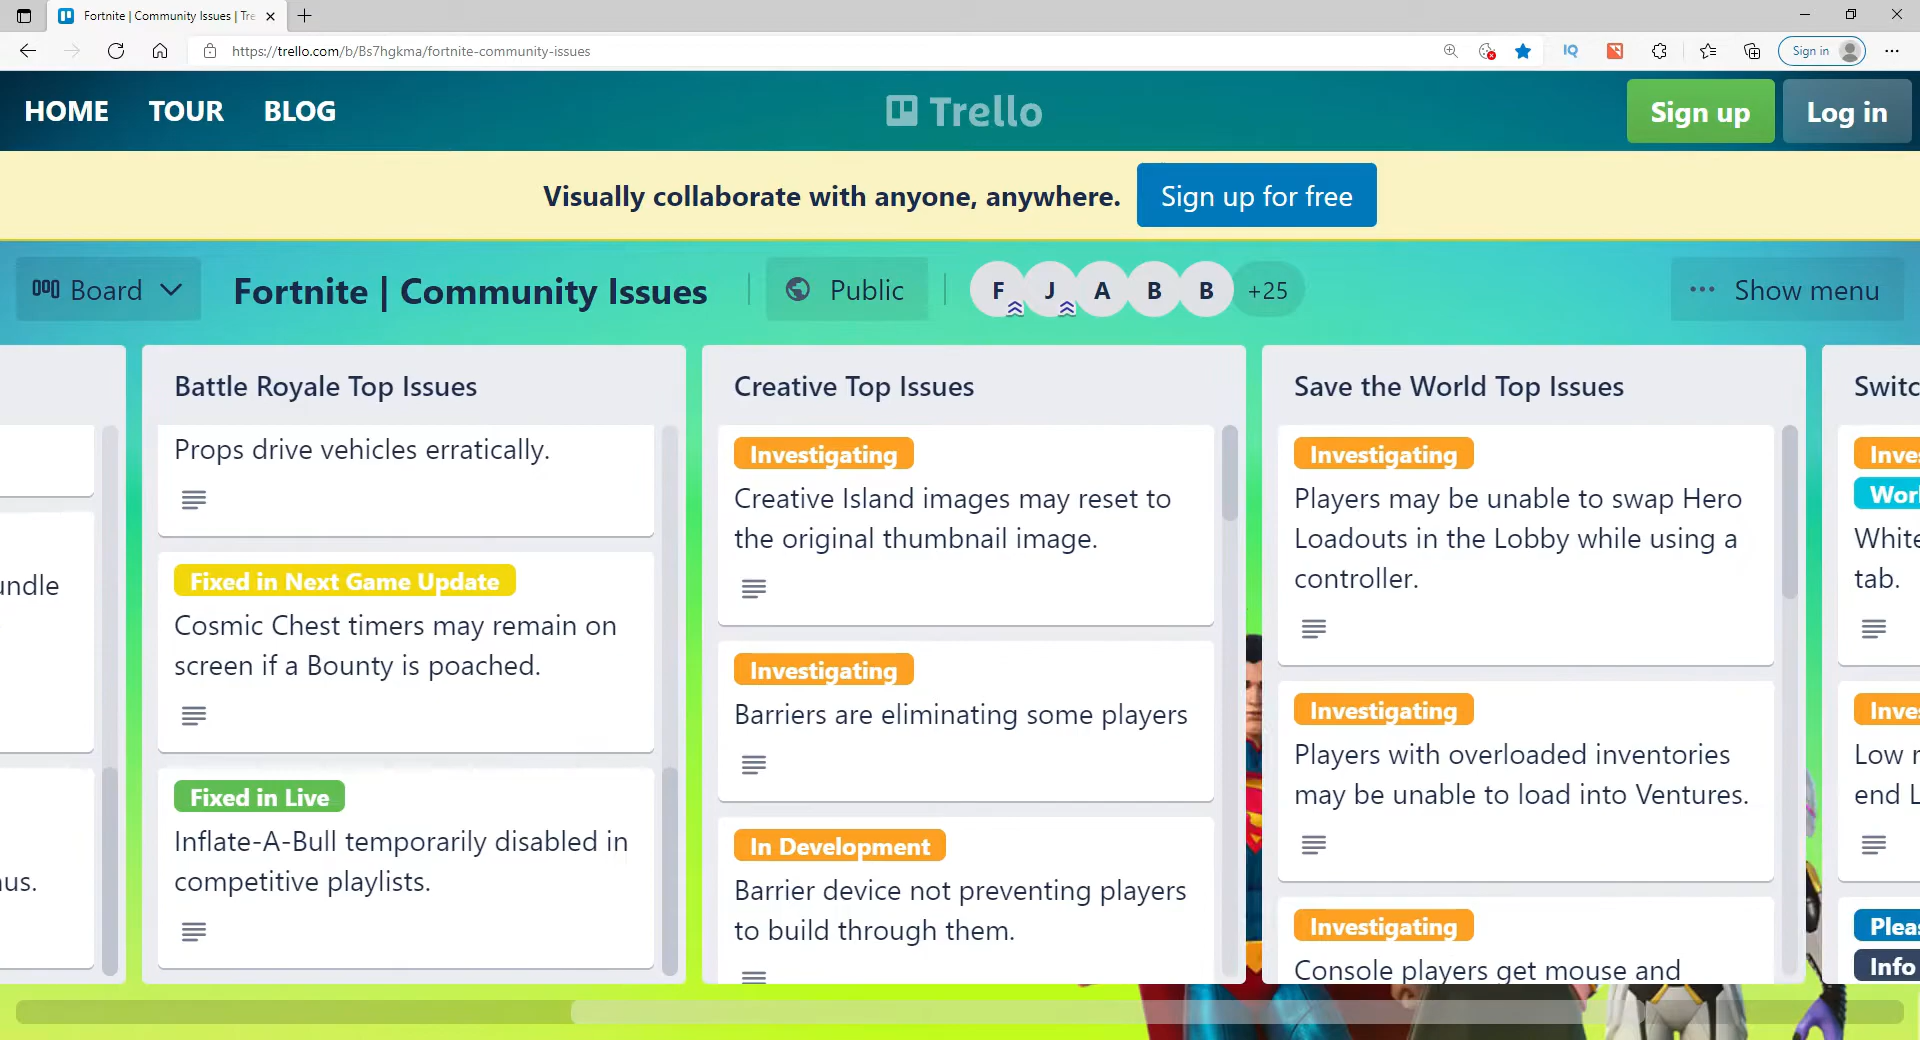 Fortnite | Community Issues | Tre
https://trello.com/b/Bs7hgkma/fortnite-community-issues
IQ
Sign in
HOME TOUR BLOG
Trello
Sign up Log in
Visually collaborate with anyone, anywhere. Sign up for free
Board Fortnite | Community Issues Public F J A B B +25 Show menu
undle
us.
Battle Royale Top Issues
Props drive vehicles erratically.
Fixed in Next Game Update
Cosmic Chest timers may remain on
screen if a Bounty is poached.
Fixed in Live
Inflate-A-Bull temporarily disabled in
competitive playlists.
Creative Top Issues
Investigating
Creative Island images may reset to
the original thumbnail image.
Investigating
Barriers are eliminating some players
In Development
Barrier device not preventing players
to build through them.
Save the World Top Issues
Investigating
Players may be unable to swap Hero
Loadouts in the Lobby while using a
controller.
Investigating
Players with overloaded inventories
may be unable to load into Ventures.
Investigating
Console players get mouse and
Switc
Inves
Worl
White
tab.
Inves
Low r
end L
Pleas
Info